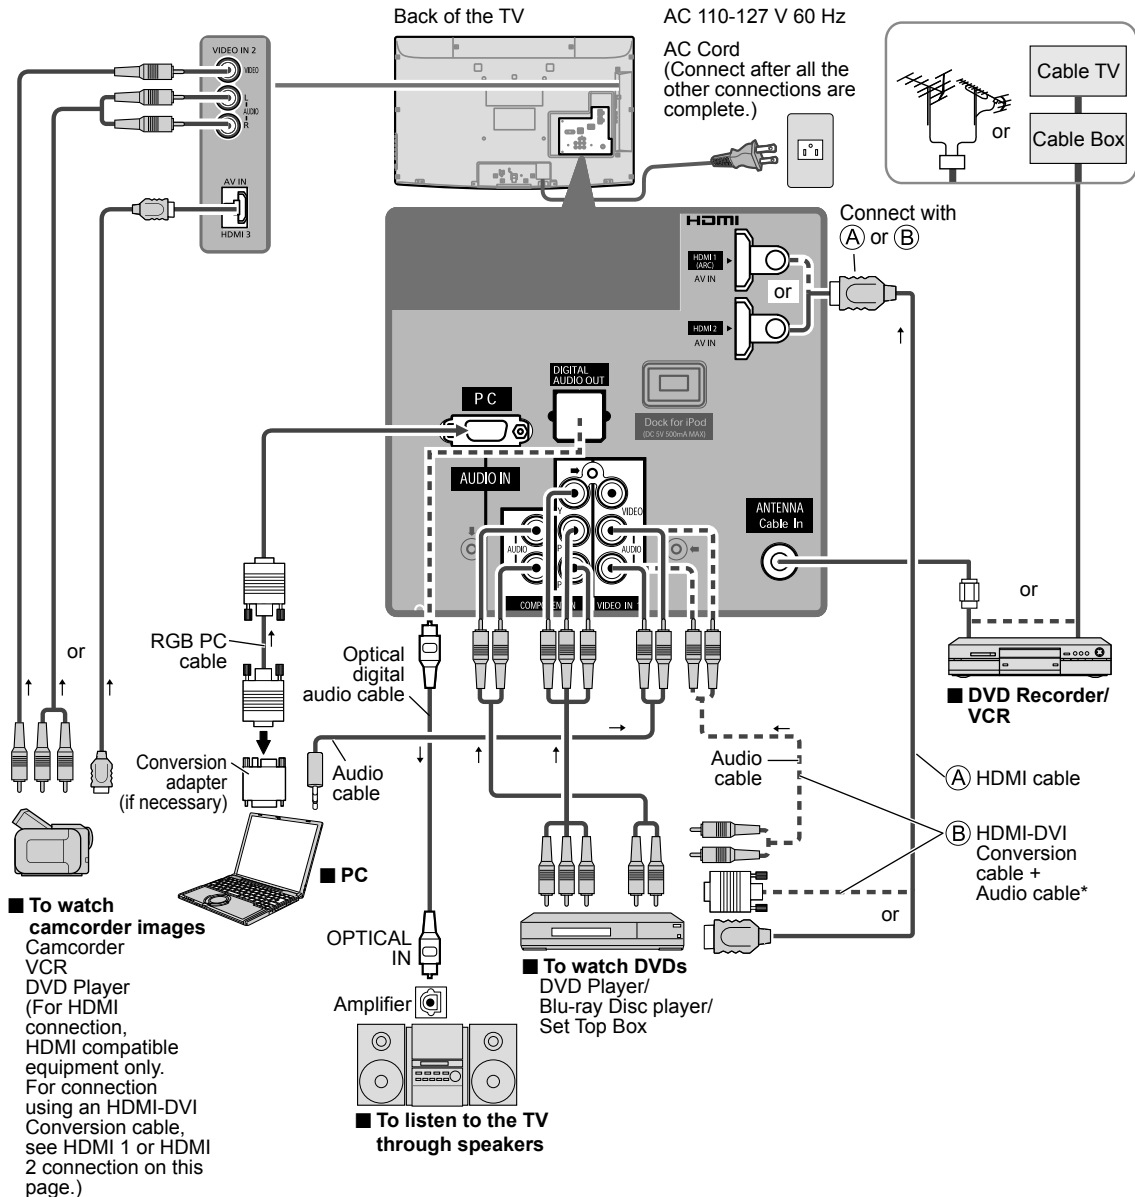 Back of the TV
AC 110-127 V 60 Hz
AC Cord
(Connect after all the
other connections are
complete.)
Cable TV
or
Cable Box
VIDEO IN 2
VIDEO
L
AUDIO
R
AV IN
HDMI 3
HDMI
HDMI 1
(ARC)
AV IN
or
HDMI 2
AV IN
Connect with
Ⓐ or Ⓑ
DIGITAL
AUDIO OUT
PC
Dock for iPod
(DC 5V 500mA MAX)
AUDIO IN
Y
VIDEO
AUDIO
P
AUDIO
P
COMPONENT IN
VIDEO IN 1
ANTENNA
Cable In
or
RGB PC
cable
or
Optical
digital
audio cable
■ DVD Recorder/
VCR
Conversion
adapter
(if necessary)
Audio
cable
Audio
cable
Ⓐ HDMI cable
Ⓑ HDMI-DVI
Conversion
cable +
Audio cable*
or
■ PC
■ To watch
camcorder images
Camcorder
VCR
DVD Player
(For HDMI
connection,
HDMI compatible
equipment only.
For connection
using an HDMI-DVI
Conversion cable,
see HDMI 1 or HDMI
2 connection on this
page.)
OPTICAL
IN
Amplifier
■ To watch DVDs
DVD Player/
Blu-ray Disc player/
Set Top Box
■ To listen to the TV
through speakers